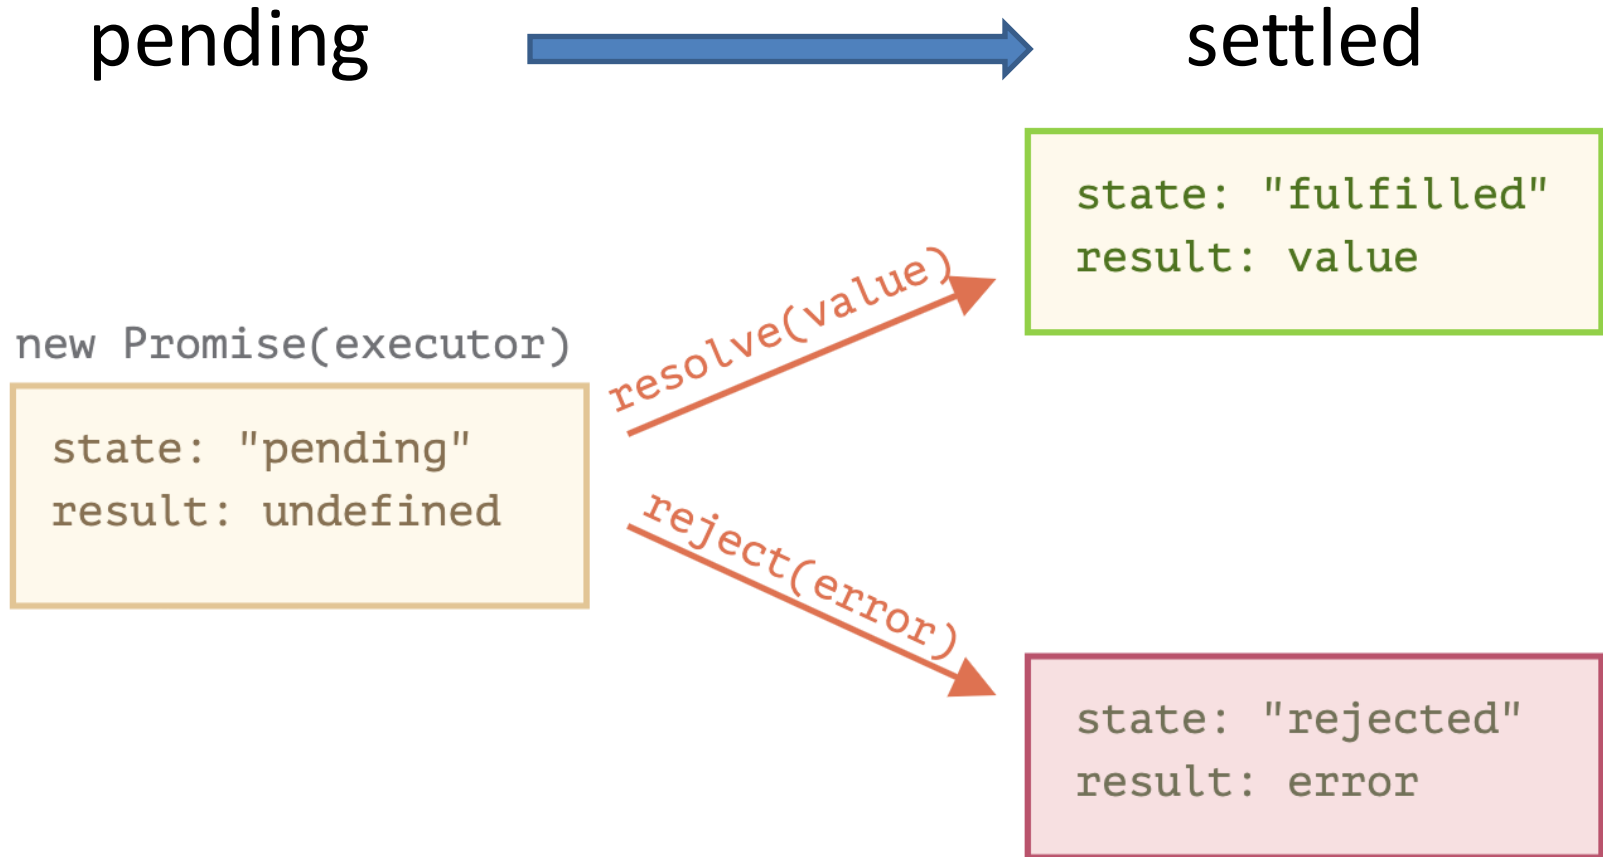 pending
settled
new Promise(executor)
state: "pending"
result: undefined
resolve(value)
reject(error)
state: "fulfilled"
result: value
state: "rejected"
result: error